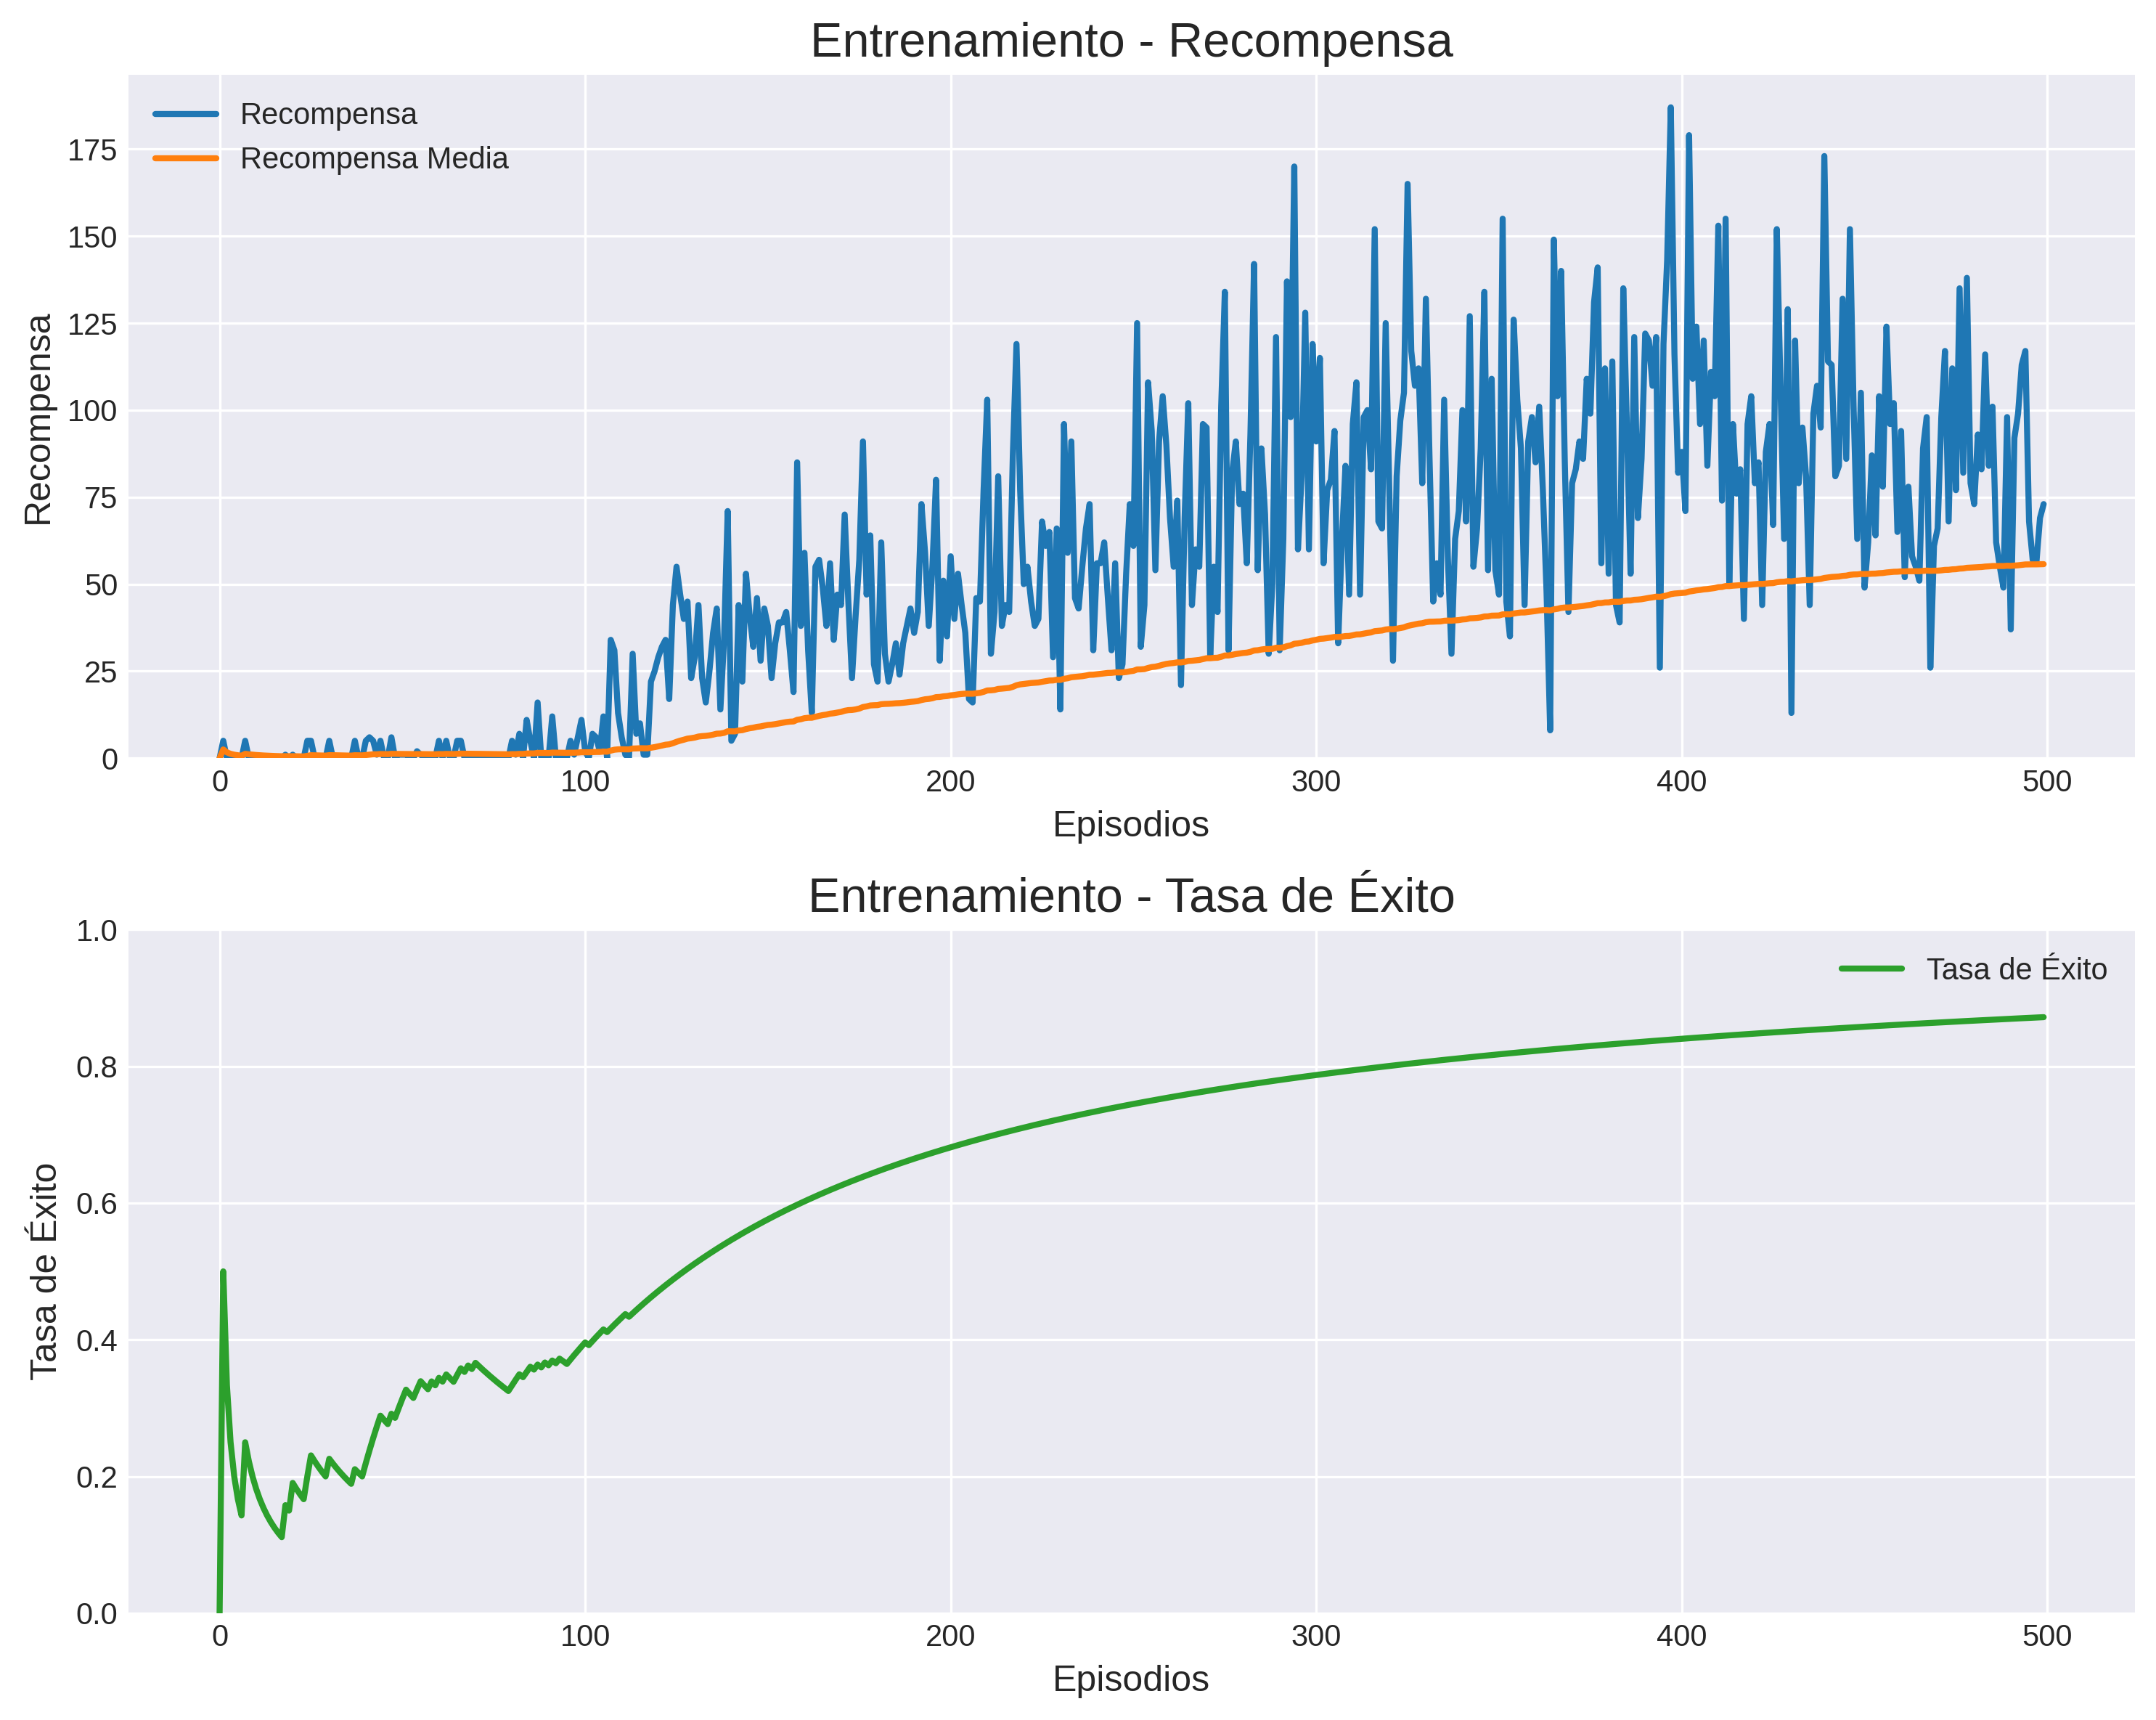 Entrenamiento - Recompensa
Recompensa
Recompensa Media
Recompensa
175
150
125
100
75
50
25
0
0 100 200 300 400 500
Episodios
Entrenamiento - Tasa de Éxito
Tasa de Éxito
Tasa de Éxito
1.0
0.8
0.6
0.4
0.2
0.0
0 100 200 300 400 500
Episodios